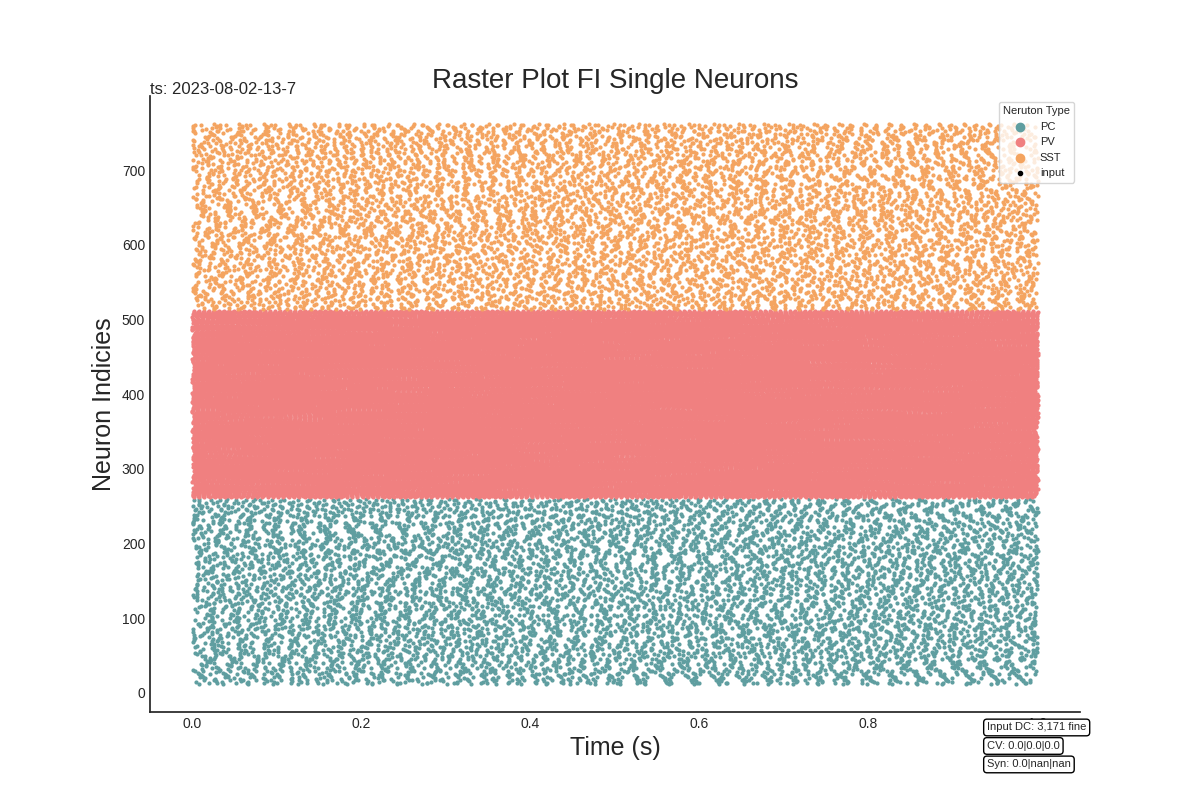 Raster Plot FI Single Neurons
ts: 2023-08-02-13-7
Neruton Type
PC
PV
SST
input
Neuron Indicies
700
600
500
400
300
200
100
0
0.0 0.2 0.4 0.6 0.8
Time (s)
Input DC: 3,171 fine
CV: 0.0|0.0|0.0
Syn: 0.0|nan|nan